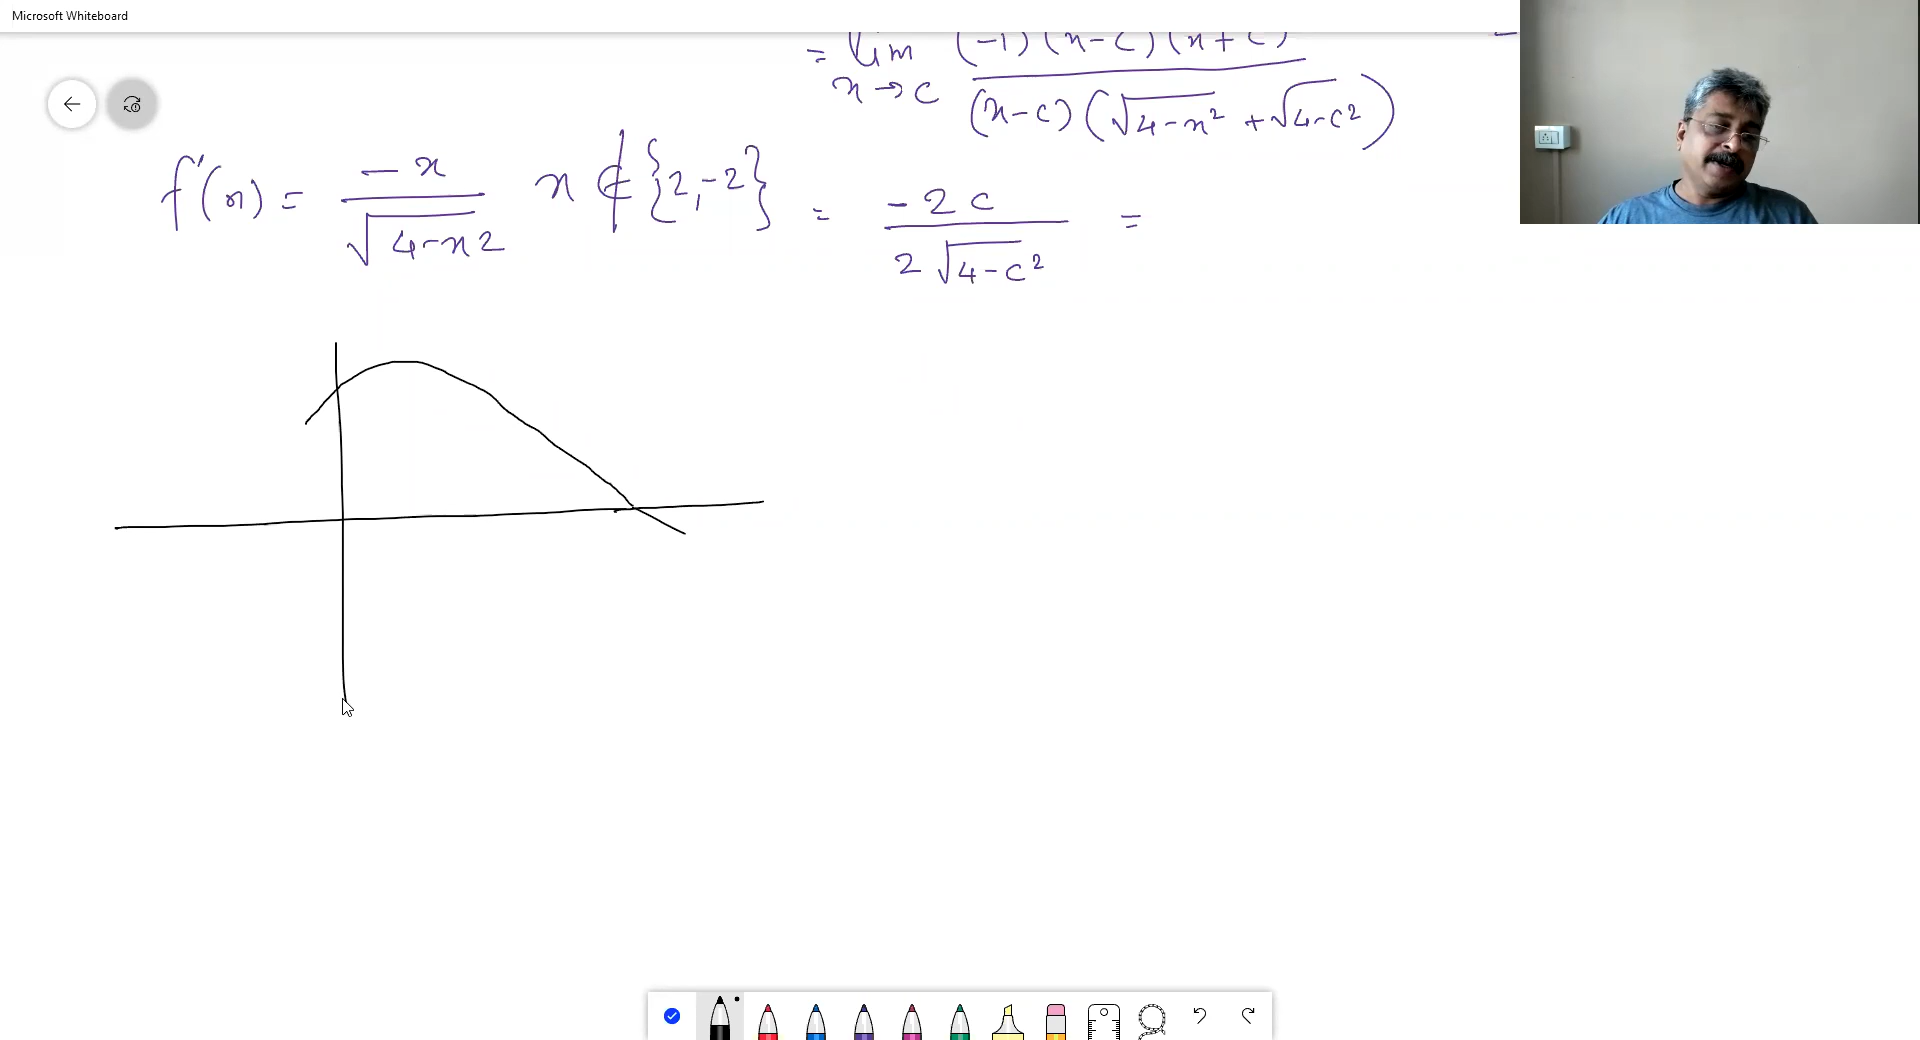 Microsoft Whiteboard
= lim x→c (-1)(x-c)(x+c) / (x-c)(√4-x² + √4-c²)
f'(x) = -x / √4-x2 x ∉ {2,-2} = -2c / 2√4-c² =